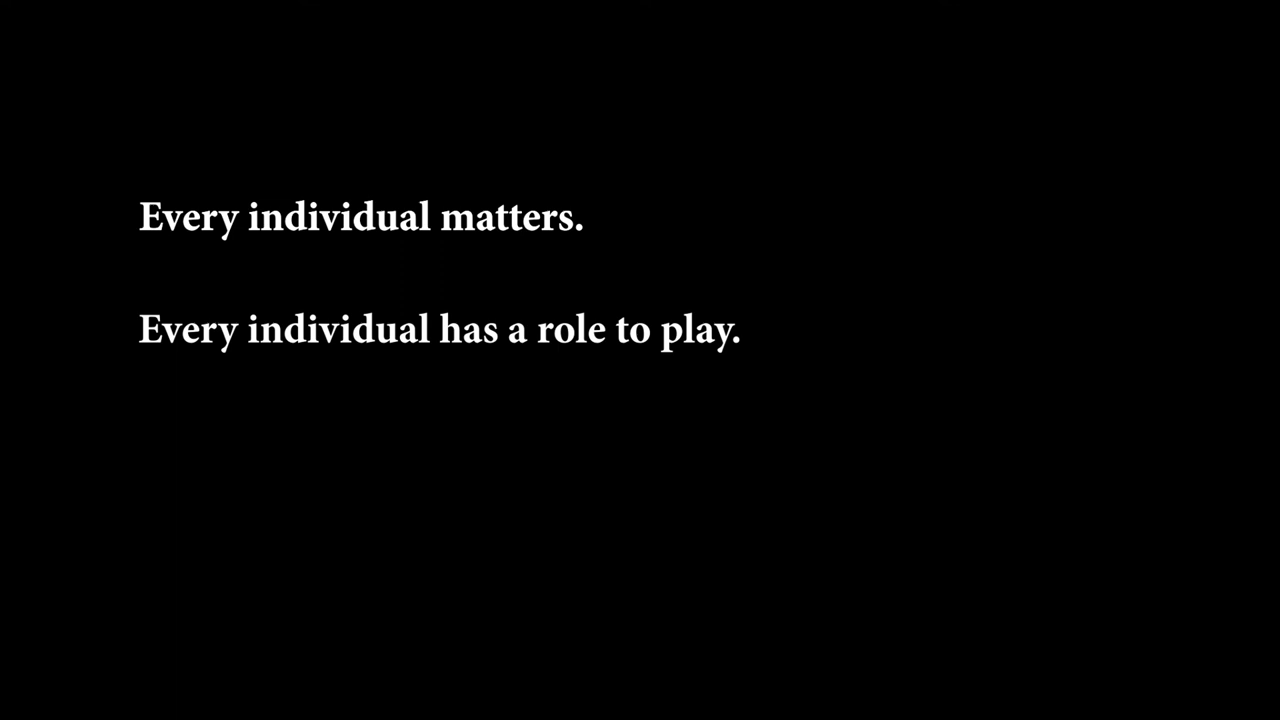 Every individual matters.
Every individual has a role to play.